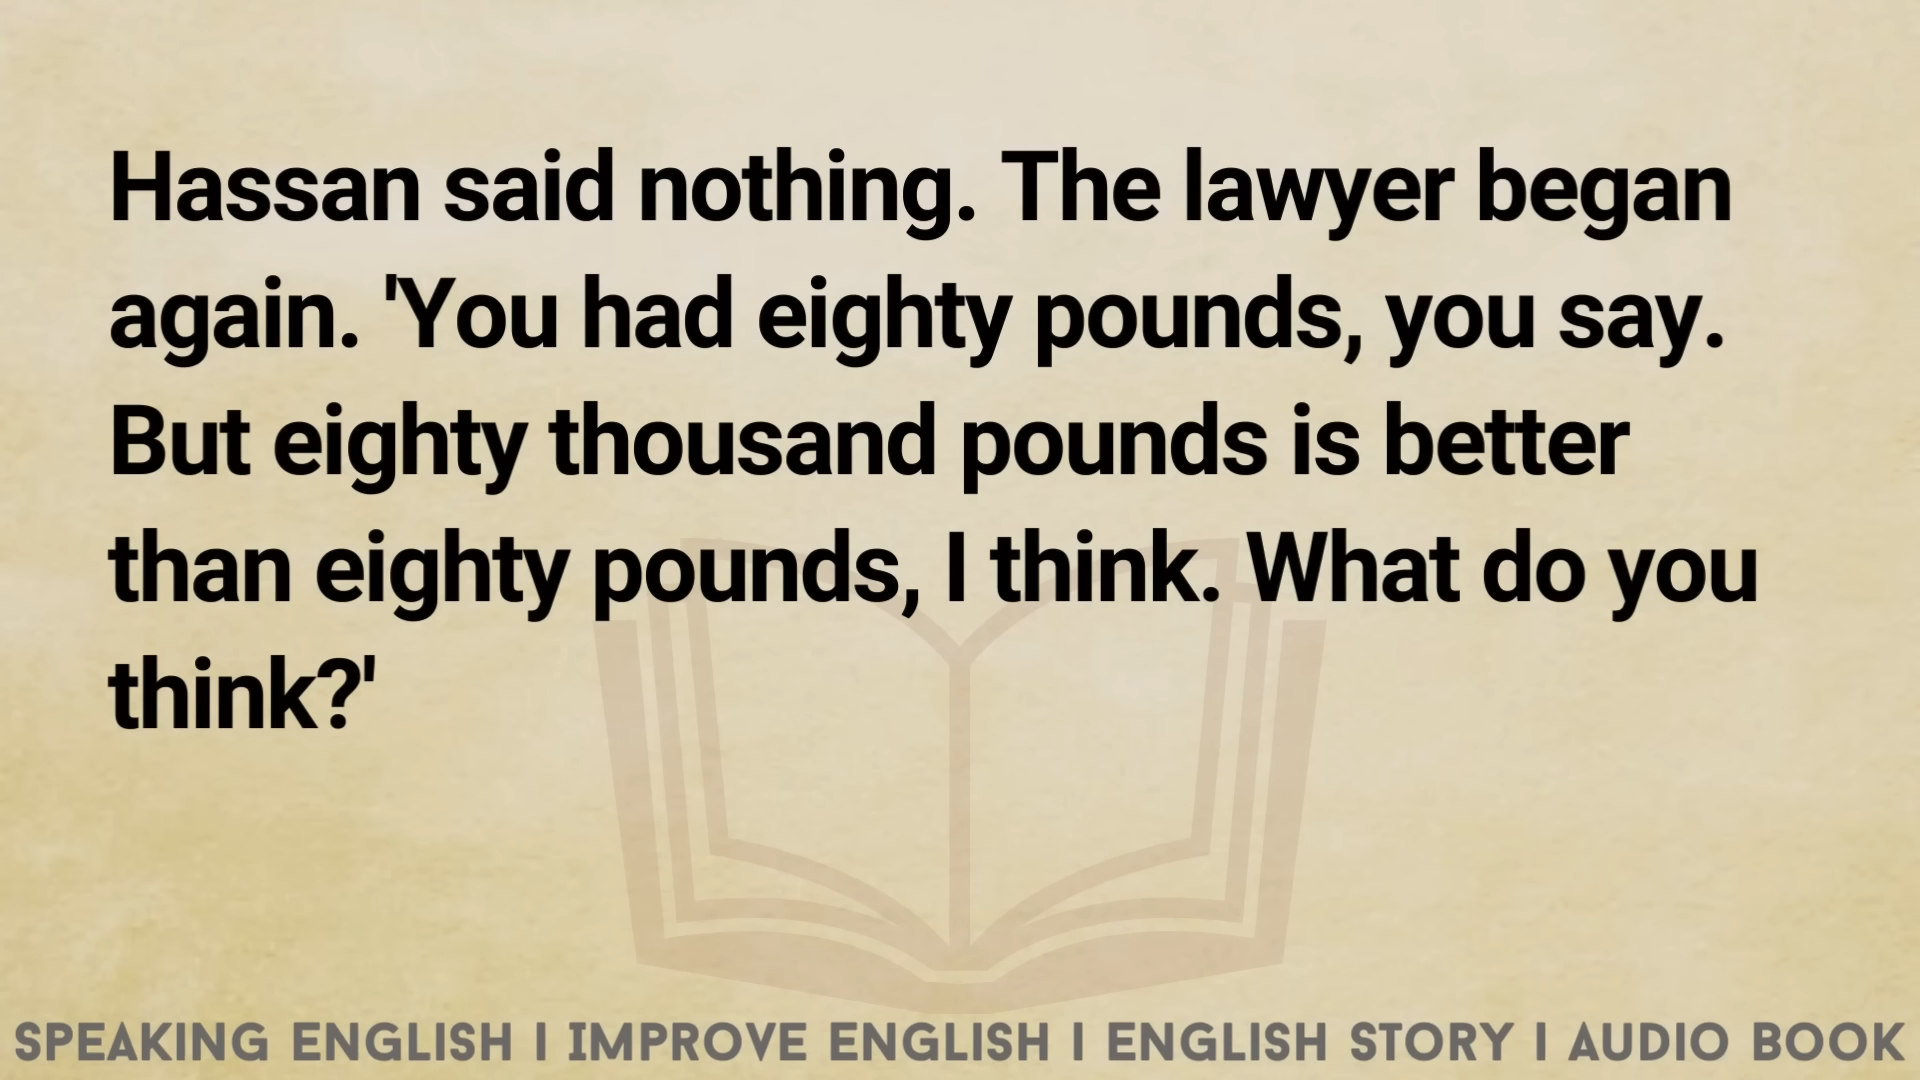 Hassan said nothing. The lawyer began
again. 'You had eighty pounds, you say.
But eighty thousand pounds is better
than eighty pounds, I think. What do you
think?'
SPEAKING ENGLISH I IMPROVE ENGLISH I ENGLISH STORY I AUDIO BOOK